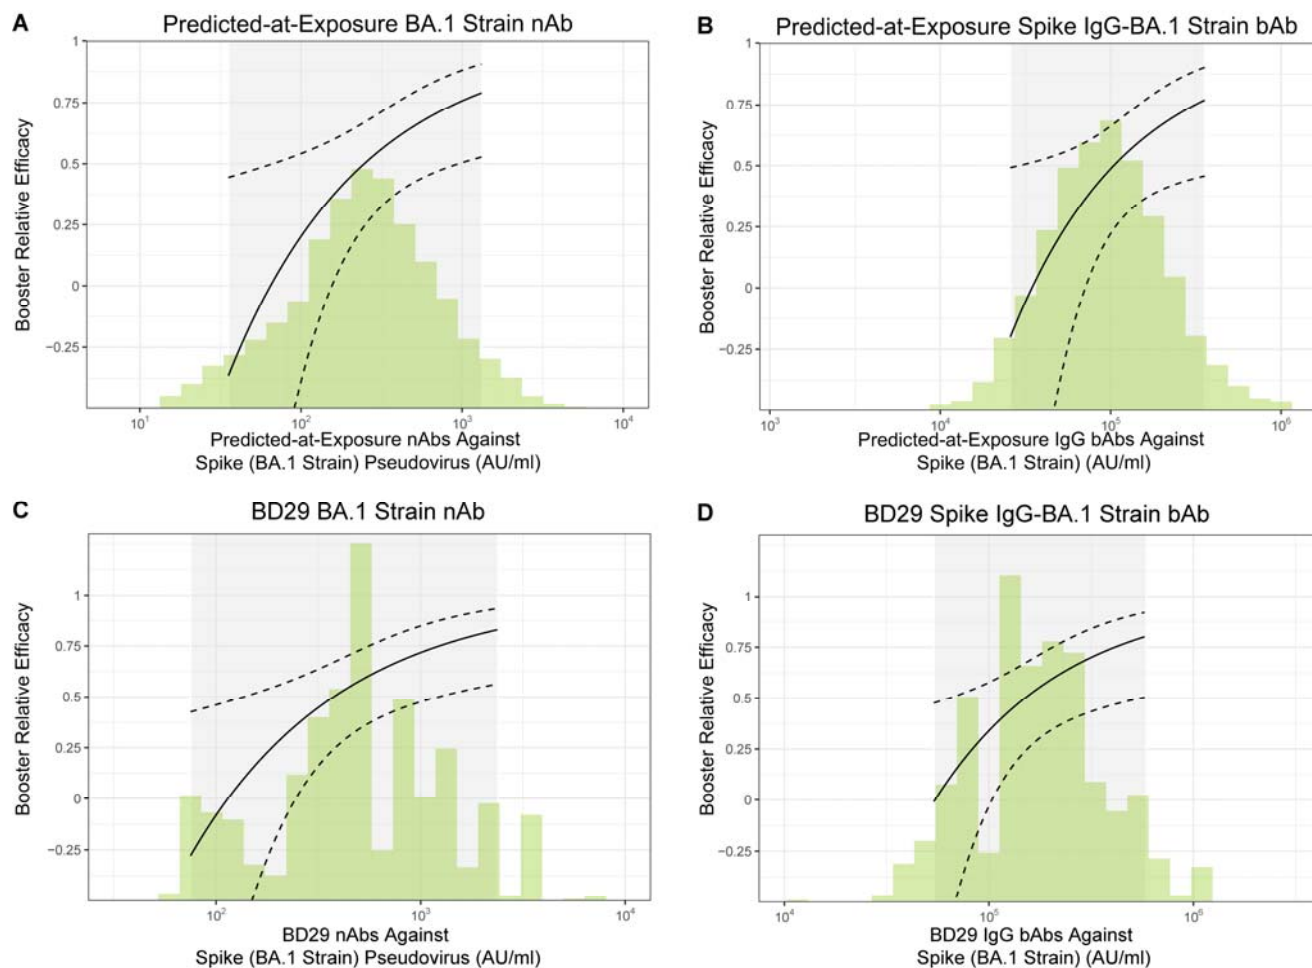 A
Predicted-at-Exposure BA.1 Strain nAb
Booster Relative Efficacy
1
0.75
0.5
0.25
0
−0.25
10¹
10²
10³
10⁴
Predicted-at-Exposure nAbs Against
Spike (BA.1 Strain) Pseudovirus (AU/ml)
B
Predicted-at-Exposure Spike IgG-BA.1 Strain bAb
Booster Relative Efficacy
1
0.75
0.5
0.25
0
−0.25
10³
10⁴
10⁵
10⁶
Predicted-at-Exposure IgG bAbs Against
Spike (BA.1 Strain) (AU/ml)
C
BD29 BA.1 Strain nAb
Booster Relative Efficacy
1
0.75
0.5
0.25
0
−0.25
10²
10³
10⁴
BD29 nAbs Against
Spike (BA.1 Strain) Pseudovirus (AU/ml)
D
BD29 Spike IgG-BA.1 Strain bAb
Booster Relative Efficacy
1
0.75
0.5
0.25
0
−0.25
10⁴
10⁵
10⁶
BD29 IgG bAbs Against
Spike (BA.1 Strain) (AU/ml)